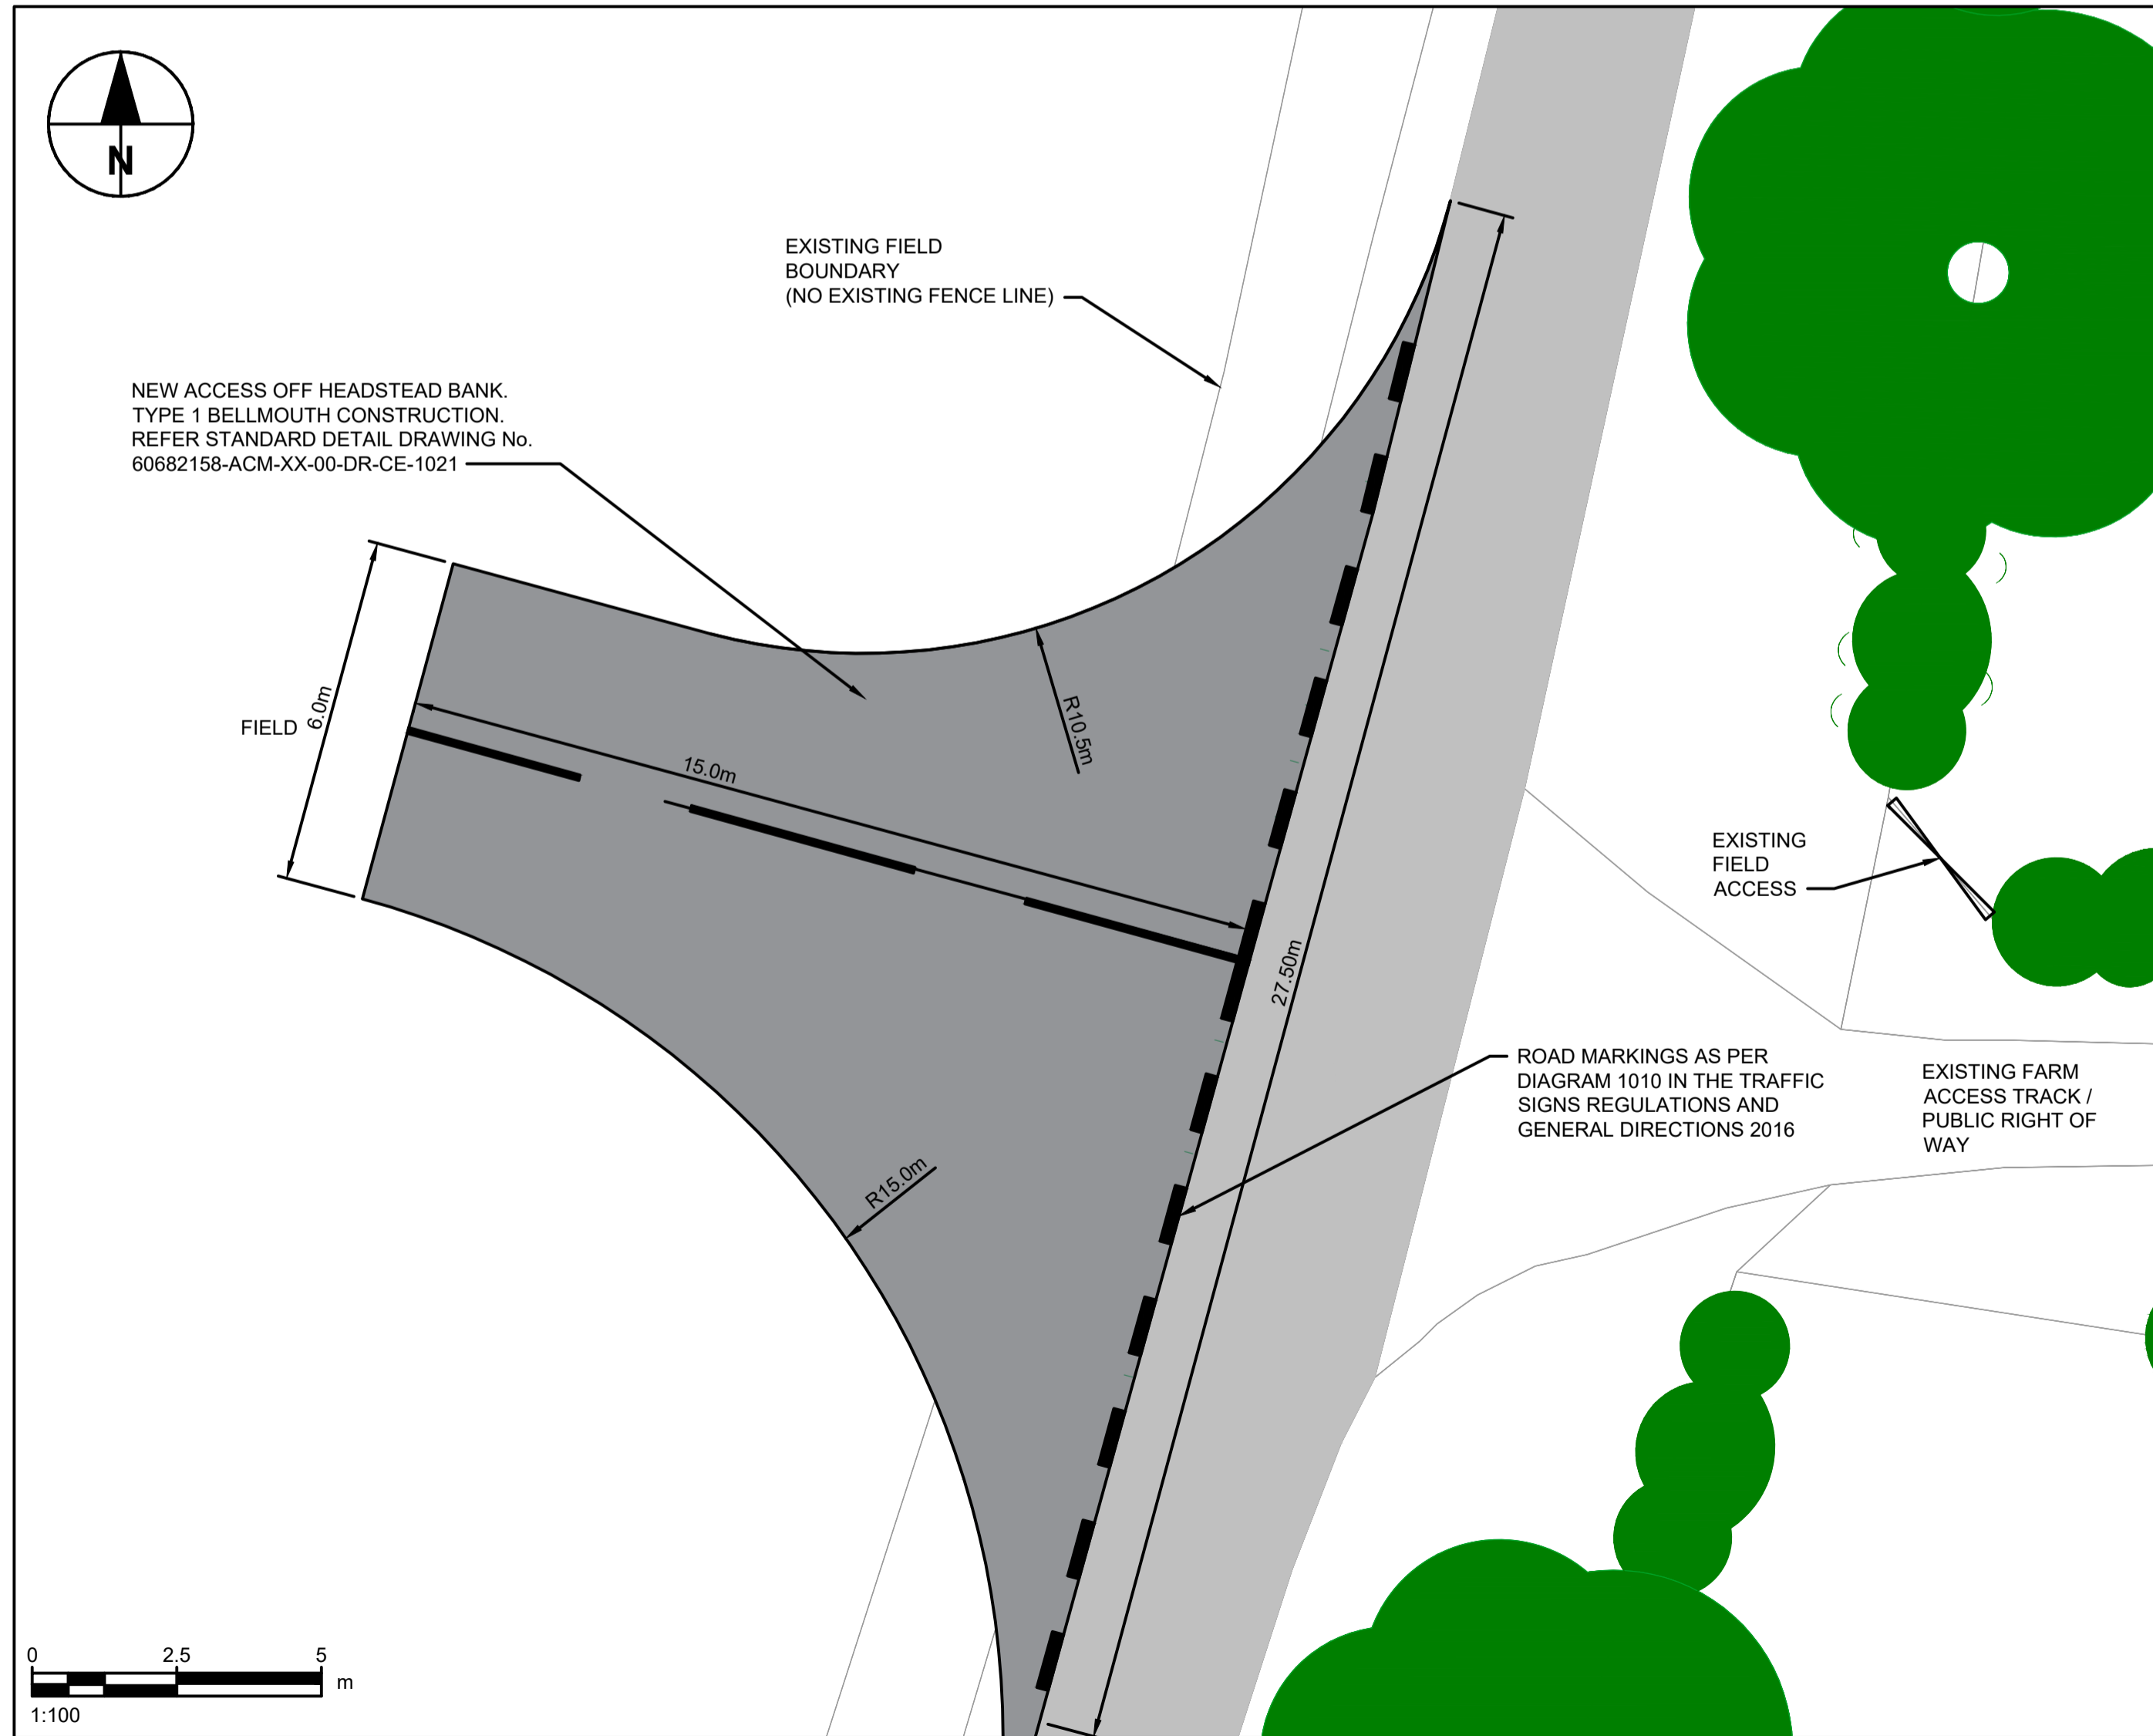 N
EXISTING FIELD
BOUNDARY
(NO EXISTING FENCE LINE)
NEW ACCESS OFF HEADSTEAD BANK.
TYPE 1 BELLMOUTH CONSTRUCTION.
REFER STANDARD DETAIL DRAWING No.
60682158-ACM-XX-00-DR-CE-1021
FIELD
6.0m
15.0m
R10.5m
27.50m
EXISTING
FIELD
ACCESS
ROAD MARKINGS AS PER
DIAGRAM 1010 IN THE TRAFFIC
SIGNS REGULATIONS AND
GENERAL DIRECTIONS 2016
EXISTING FARM
ACCESS TRACK /
PUBLIC RIGHT OF
WAY
R15.0m
0 2.5 5
m
1:100